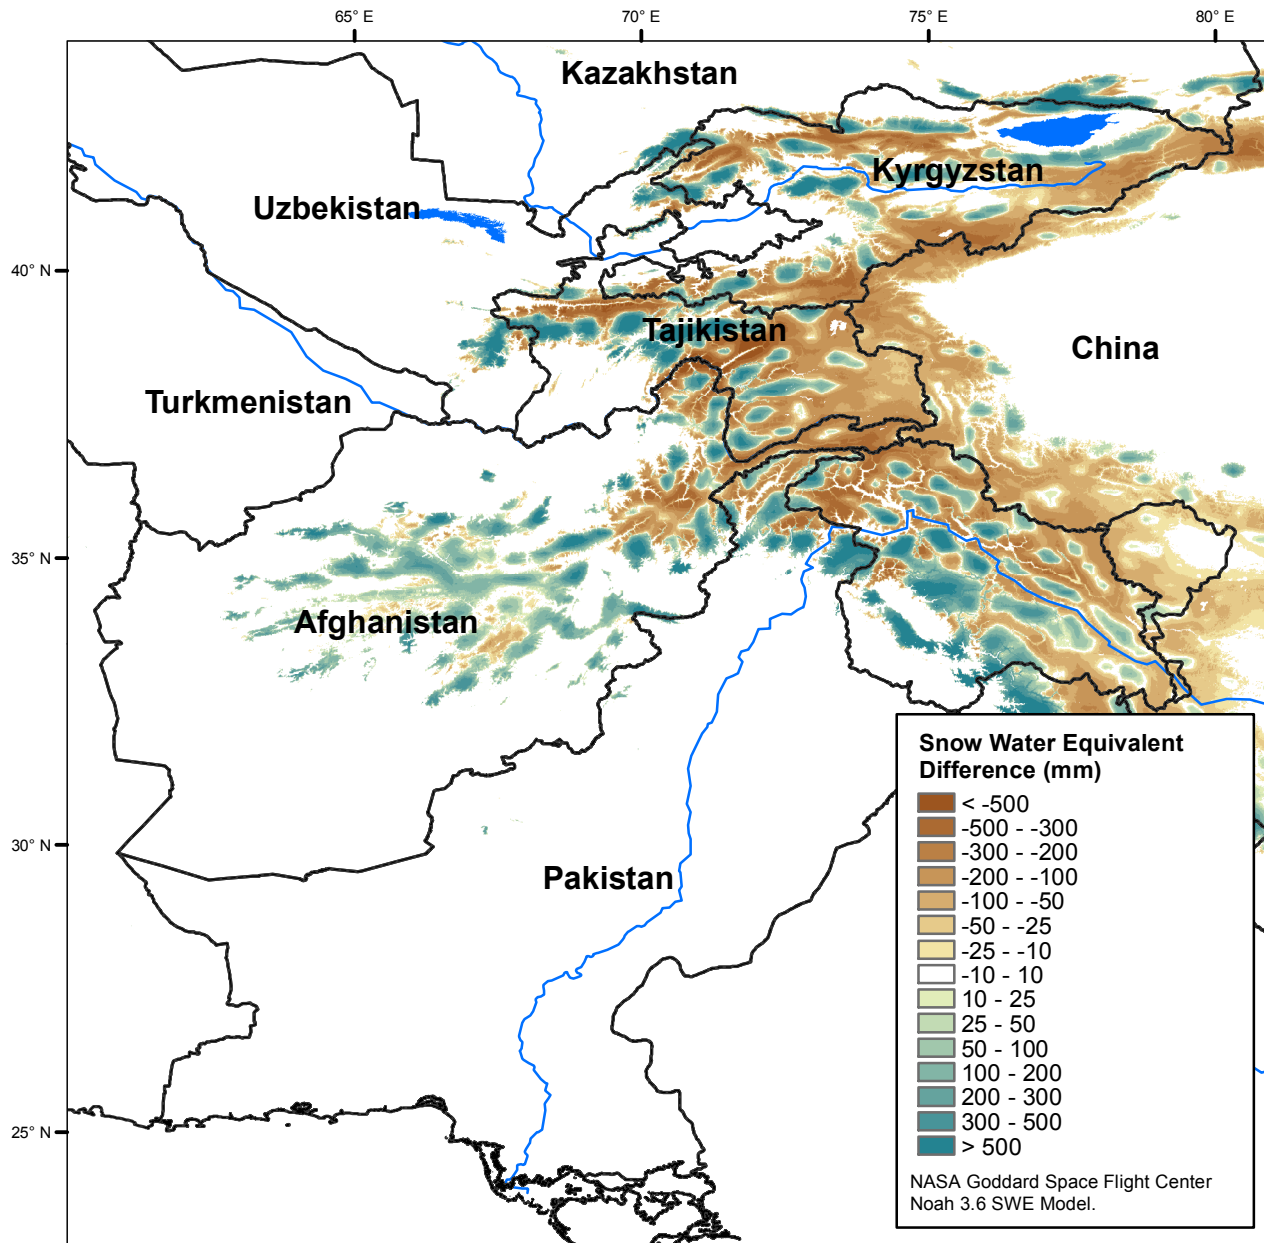 65° E
70° E
75° E
80° E
Kazakhstan
Kyrgyzstan
Uzbekistan
40° N
Tajikistan
China
Turkmenistan
35° N
Afghanistan
30° N
Pakistan
25° N
Snow Water Equivalent
Difference (mm)
< -500
-500 - -300
-300 - -200
-200 - -100
-100 - -50
-50 - -25
-25 - -10
-10 - 10
10 - 25
25 - 50
50 - 100
100 - 200
200 - 300
300 - 500
> 500
NASA Goddard Space Flight Center
Noah 3.6 SWE Model.